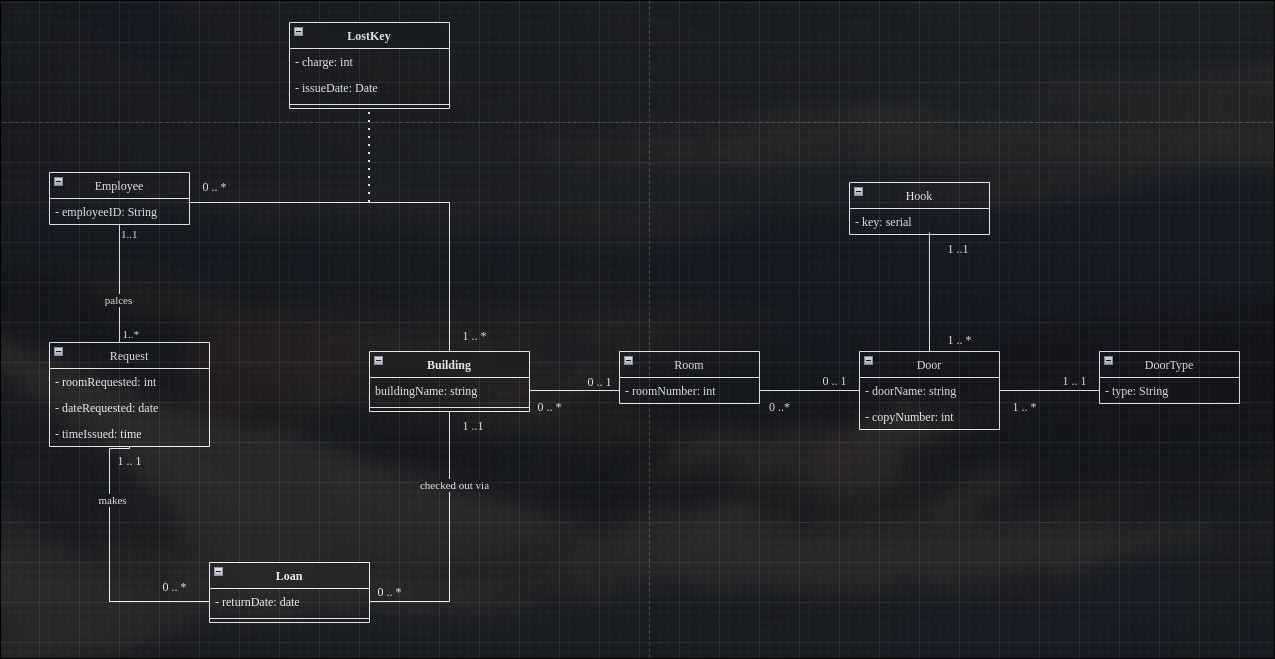 LostKey
- charge: int
- issueDate: Date
Employee
- employeeID: String
0 .. *
1..1
palces
1..*
Request
- roomRequested: int
- dateRequested: date
- timeIssued: time
1 .. 1
makes
0 .. *
Loan
- returnDate: date
0 .. *
checked out via
1 ..1
1 .. *
Building
buildingName: string
0 .. *
0 .. 1
Room
- roomNumber: int
0 ..*
0 .. 1
Hook
- key: serial
1 ..1
1 .. *
Door
- doorName: string
- copyNumber: int
1 .. *
1 .. 1
DoorType
- type: String